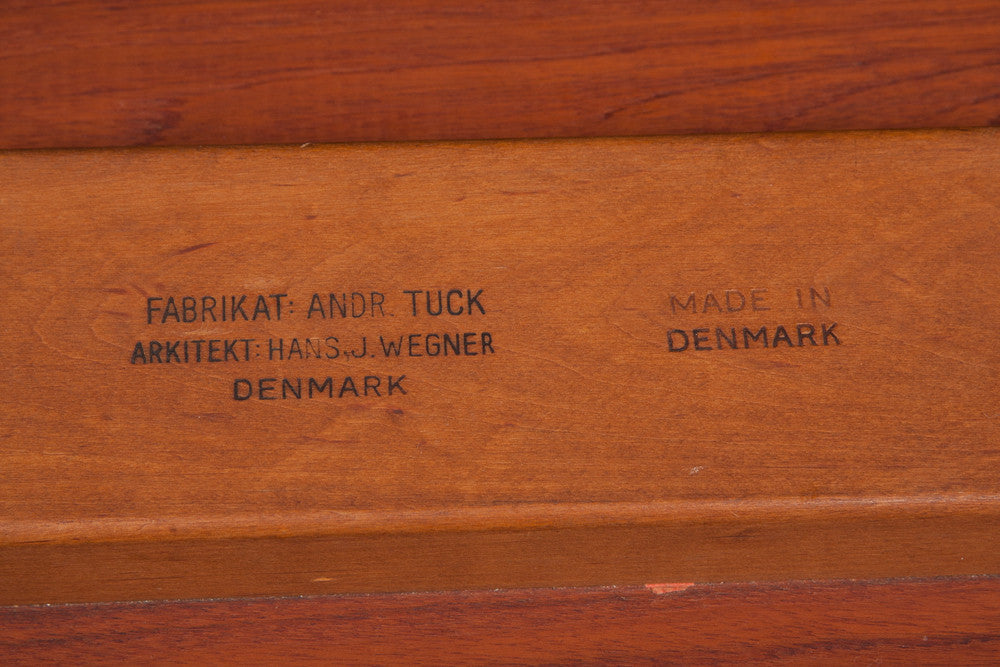 FABRIKAT: ANDR. TUCK
ARKITEKT: HANS. J. WEGNER
DENMARK
MADE IN
DENMARK